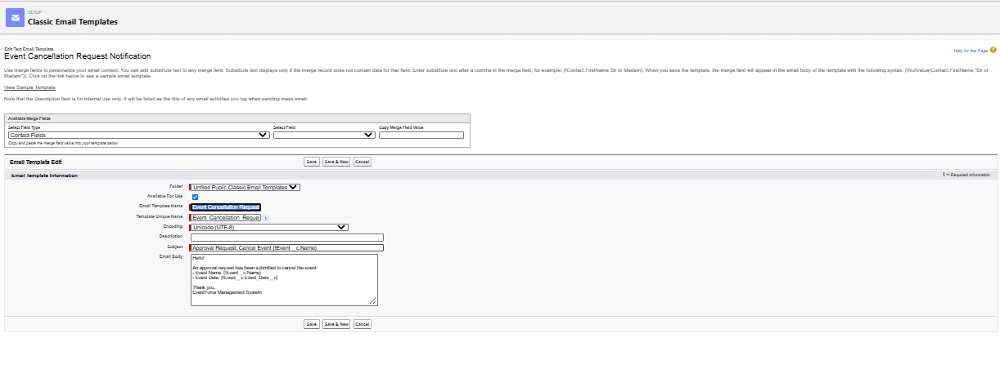 SETUP
Classic Email Templates
Edit Text Email Template
Event Cancellation Request Notification
Help for this Page
Use merge fields to personalize your email content. You can add substitute text to any merge field. Substitute text displays only if the merge record does not contain data for that field. Enter substitute text after a comma in the merge field, for example, {!Contact.FirstName,Sir or Madam}. When you save the template, the merge field will appear in the email body of the template with the following syntax: {!NullValue(Contact.FirstName,"Sir or
Madam")}. Click on the link below to see a sample email template.
View Sample Template
Note that the Description field is for internal use only. It will be listed as the title of any email activities you log when sending mass email.
Available Merge Fields
Select Field Type Select Field Copy Merge Field Value
Contact Fields
Copy and paste the merge field value into your template below.
Email Template Edit Save Save & New Cancel
Email Template Information = Required Information
Folder Unfiled Public Classic Email Templates
Available For Use
Email Template Name Event Cancellation Request
Template Unique Name Event_Cancellation_Reque i
Encoding Unicode (UTF-8)
Description
Subject Approval Request: Cancel Event {!Event__c.Name}
Email Body Hello!
An approval request has been submitted to cancel the event:
- Event Name: {!Event__c.Name}
- Event Date: {!Event__c.Event_Date__c}
Thank you,
EventForce Management System
Save Save & New Cancel